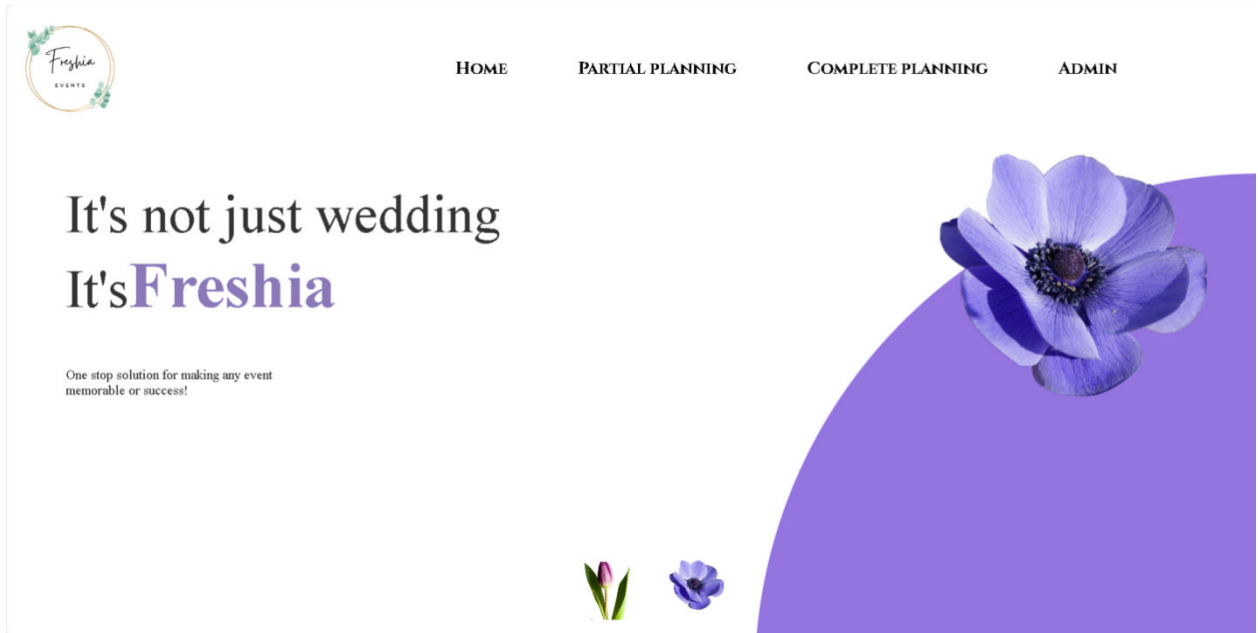 Freshia
EVENTS
HOME PARTIAL PLANNING COMPLETE PLANNING ADMIN
It's not just wedding
It'sFreshia
One stop solution for making any event
memorable or success!